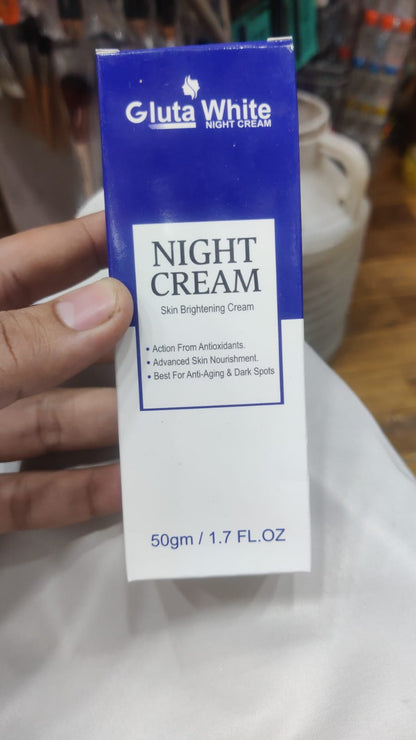 Gluta White
NIGHT CREAM
NIGHT
CREAM
Skin Brightening Cream
• Action From Antioxidants.
• Advanced Skin Nourishment.
• Best For Anti-Aging & Dark Spots
50gm / 1.7 FL.OZ